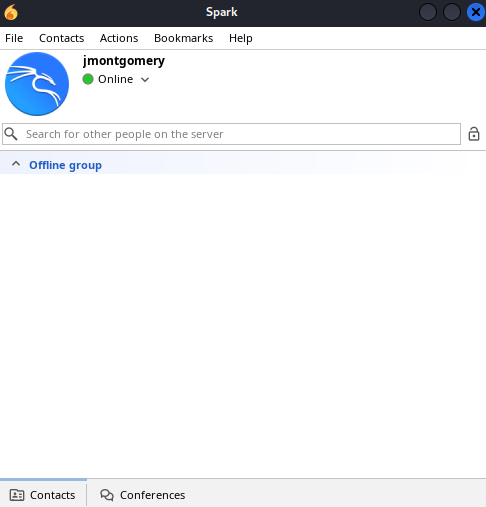 Spark
File Contacts Actions Bookmarks Help
jmontgomery
Online
Search for other people on the server
Offline group
Contacts Conferences